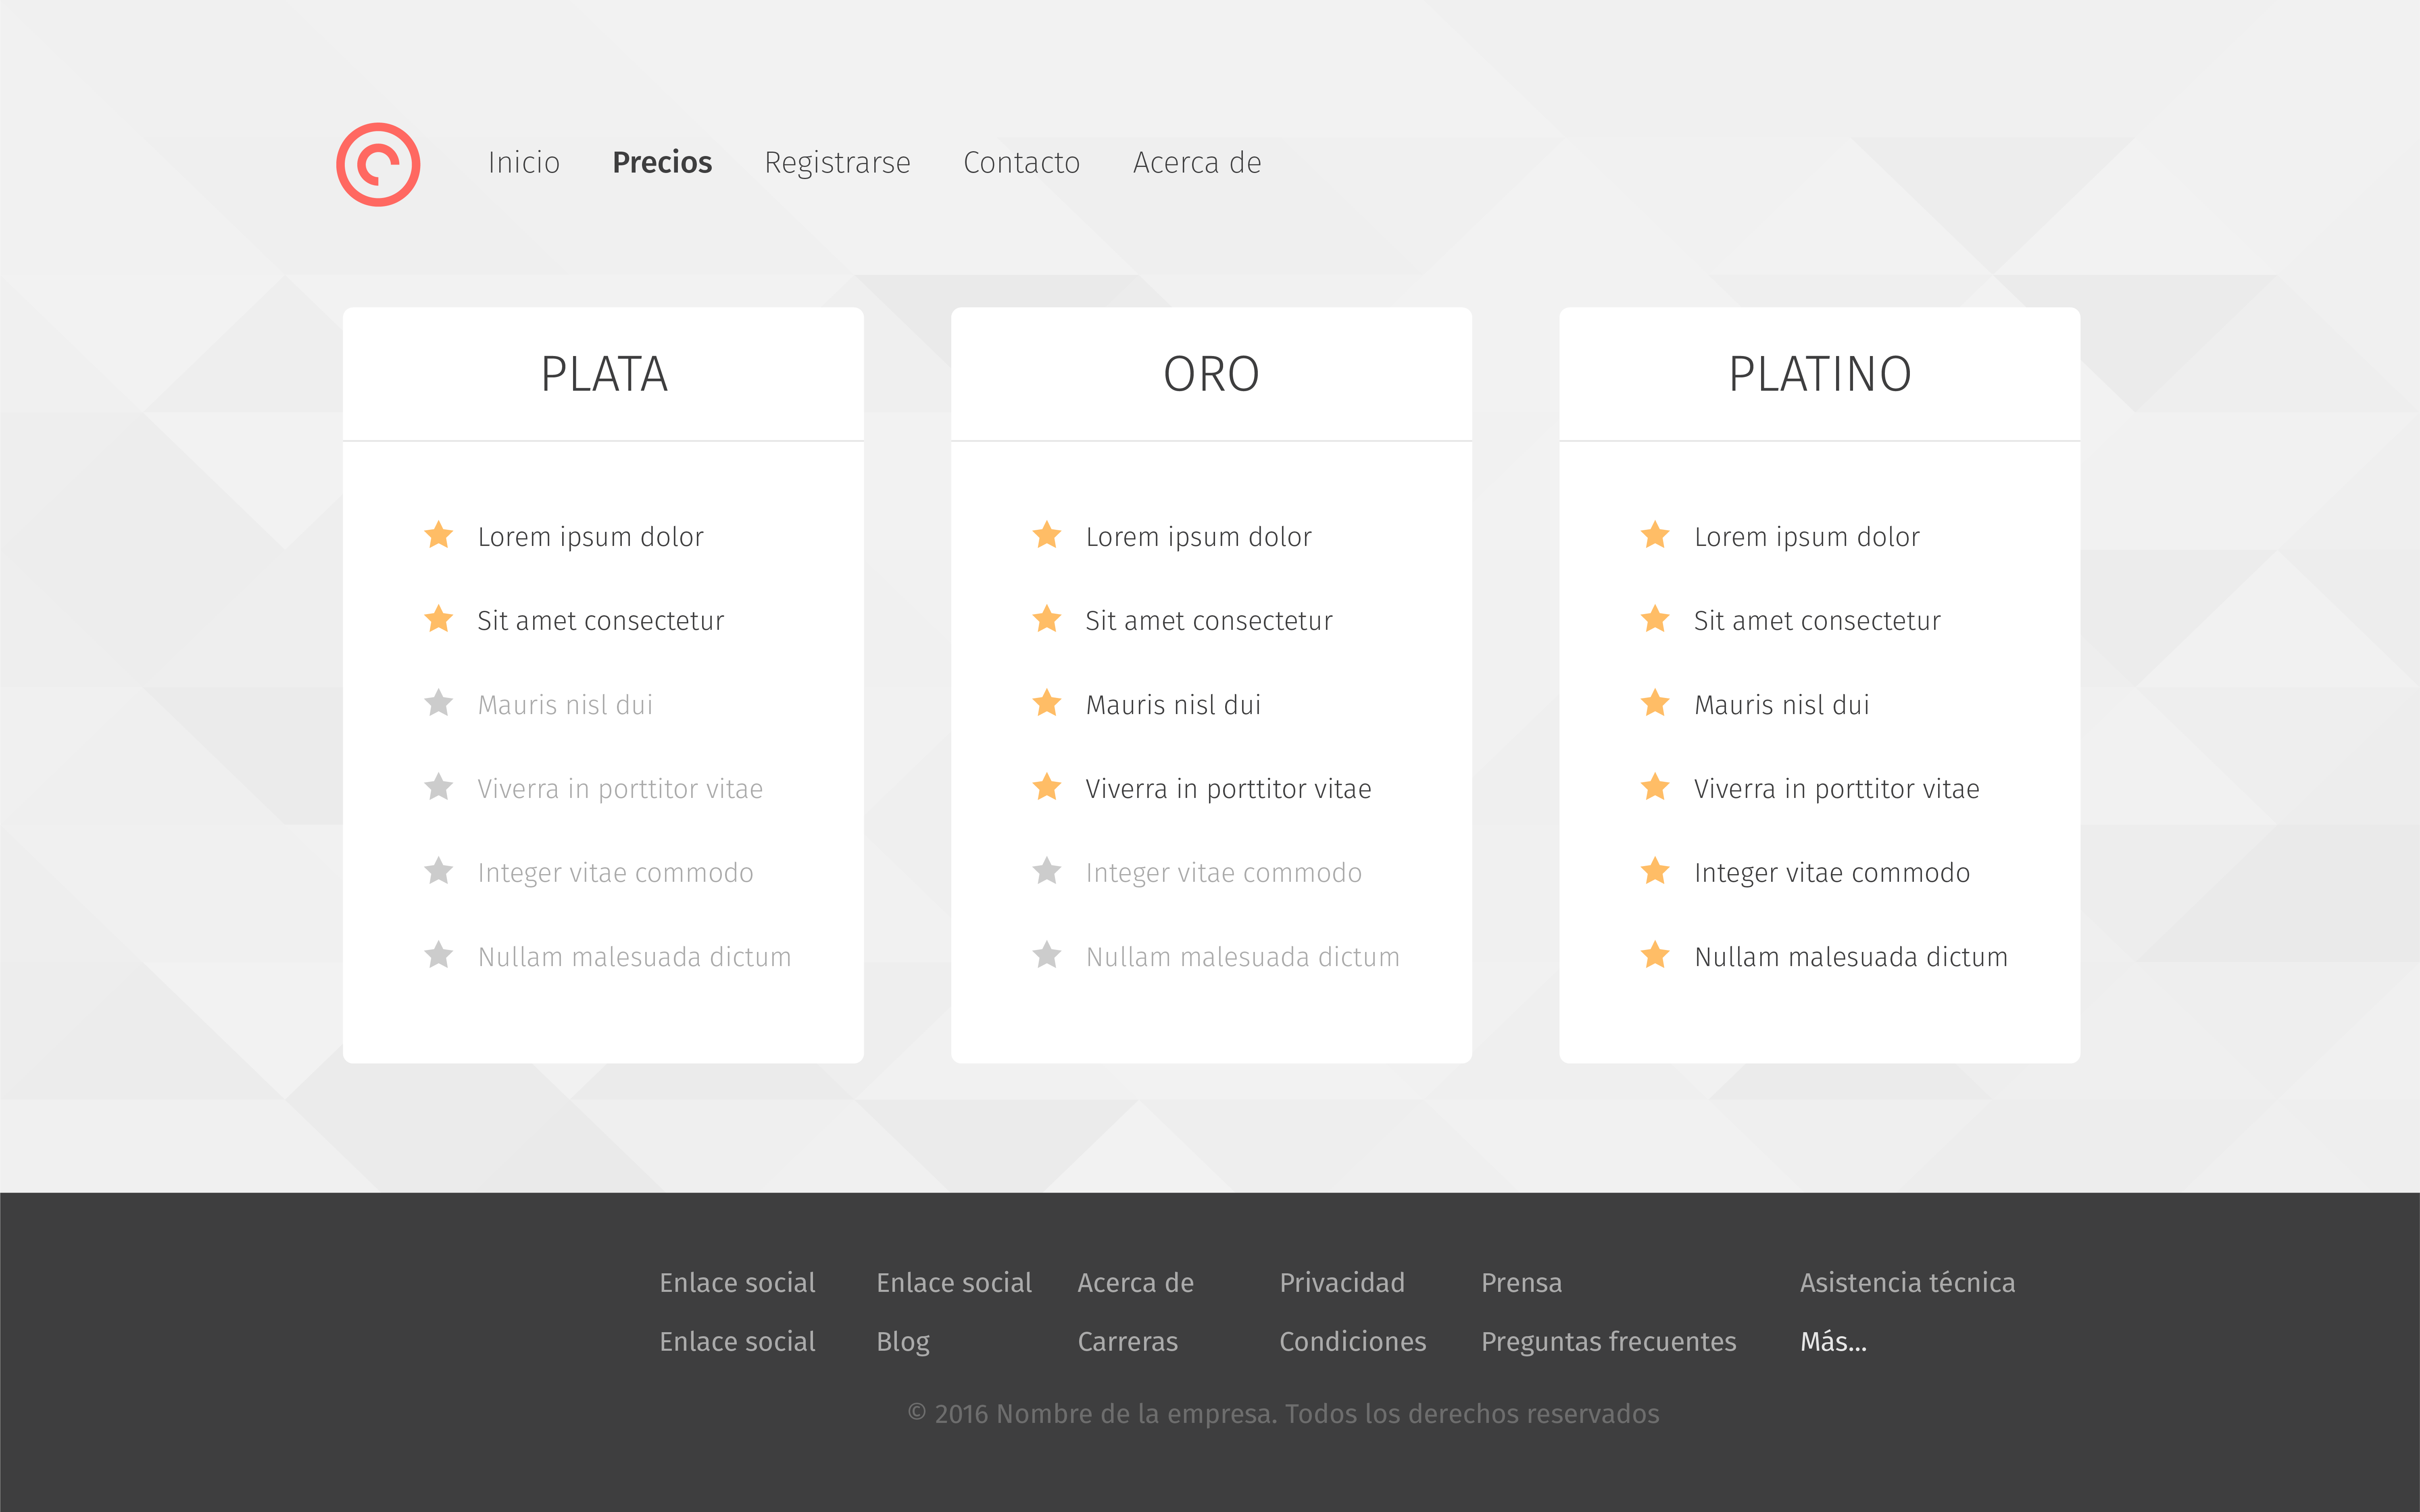 Inicio Precios Registrarse Contacto Acerca de
PLATA
Lorem ipsum dolor
Sit amet consectetur
Mauris nisl dui
Viverra in porttitor vitae
Integer vitae commodo
Nullam malesuada dictum
ORO
Lorem ipsum dolor
Sit amet consectetur
Mauris nisl dui
Viverra in porttitor vitae
Integer vitae commodo
Nullam malesuada dictum
PLATINO
Lorem ipsum dolor
Sit amet consectetur
Mauris nisl dui
Viverra in porttitor vitae
Integer vitae commodo
Nullam malesuada dictum
Enlace social Enlace social Acerca de Privacidad Prensa Asistencia técnica
Enlace social Blog Carreras Condiciones Preguntas frecuentes Más...
© 2016 Nombre de la empresa. Todos los derechos reservados